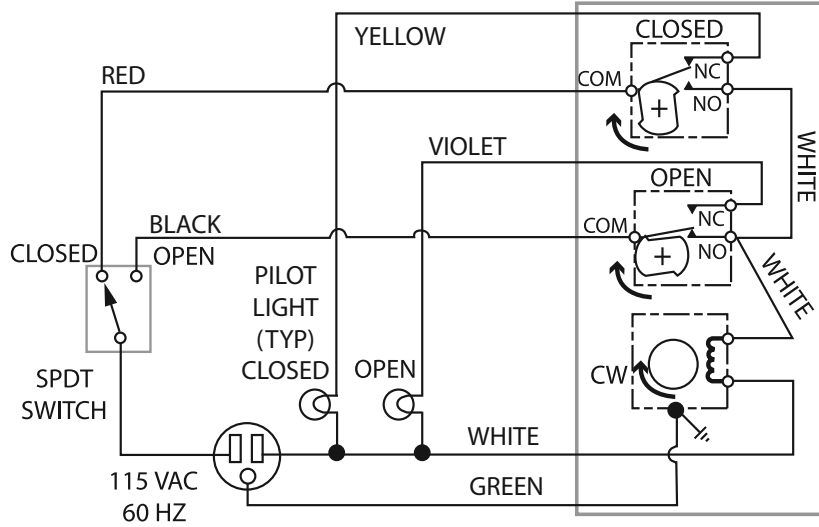 YELLOW
CLOSED
RED
COM
NC
NO
VIOLET
WHITE
OPEN
BLACK
COM
NC
CLOSED
OPEN
NO
WHITE
PILOT
LIGHT
(TYP)
CLOSED
OPEN
CW
SPDT
SWITCH
WHITE
115 VAC
60 HZ
GREEN